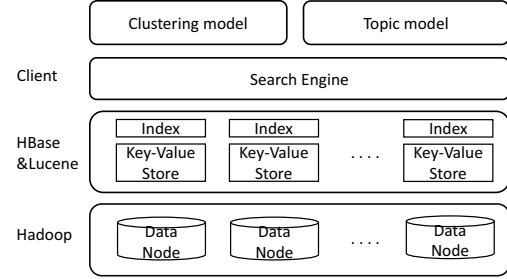 Clustering model
Topic model
Client
Search Engine
HBase
&Lucene
Index
Index
Index
Key-Value
Store
Key-Value
Store
....
Key-Value
Store
Hadoop
Data
Node
Data
Node
....
Data
Node